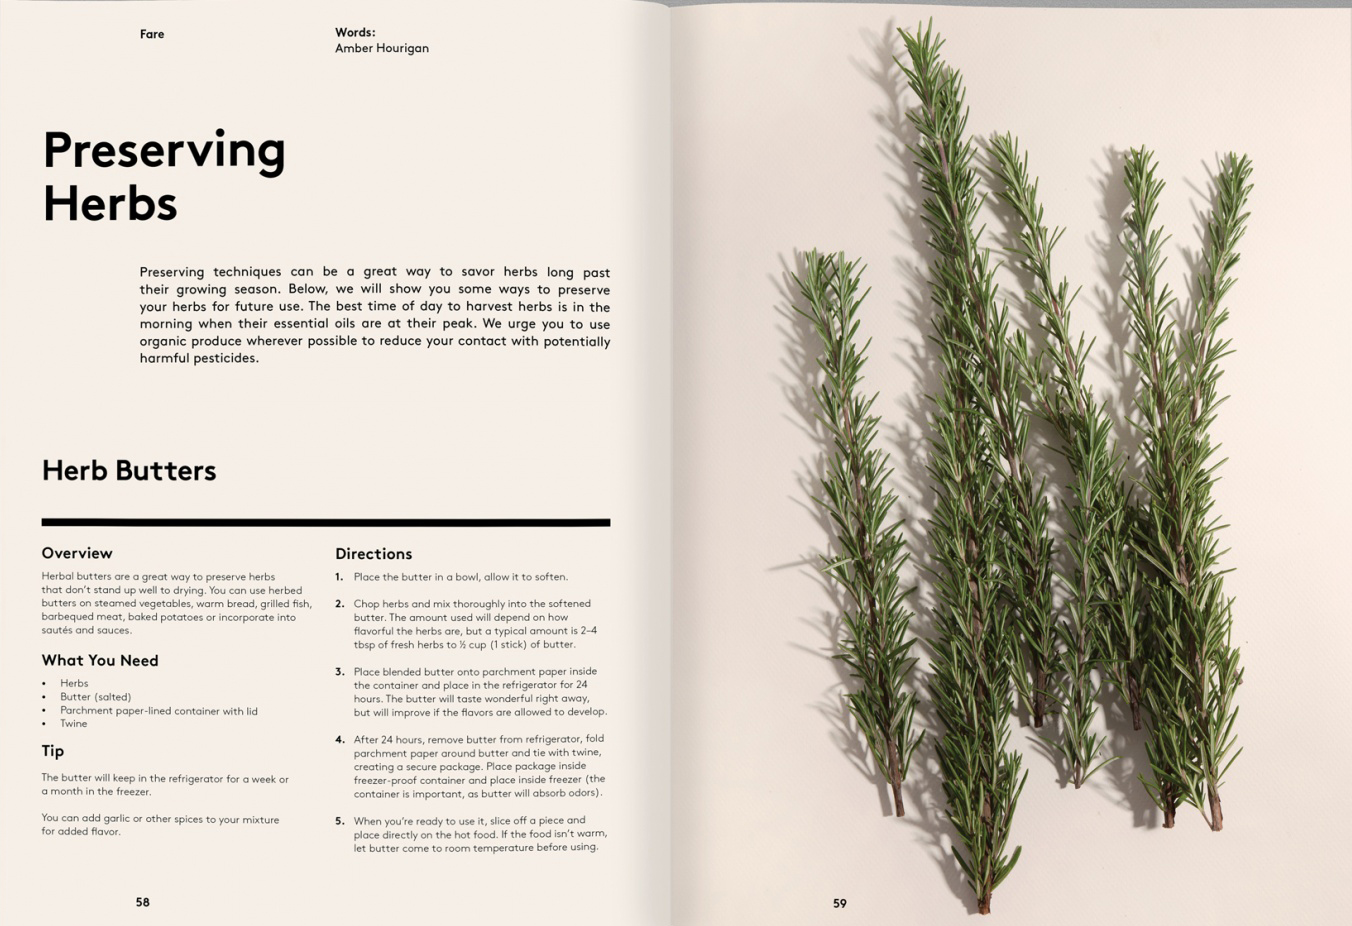 Fare
Words:
Amber Hourigan
Preserving
Herbs
Preserving techniques can be a great way to savor herbs long past
their growing season. Below, we will show you some ways to preserve
your herbs for future use. The best time of day to harvest herbs is in the
morning when their essential oils are at their peak. We urge you to use
organic produce wherever possible to reduce your contact with potentially
harmful pesticides.
Herb Butters
Overview
Herbal butters are a great way to preserve herbs
that don't stand up well to drying. You can use herbed
butters on steamed vegetables, warm bread, grilled fish,
barbequed meat, baked potatoes or incorporate into
sautés and sauces.
What You Need
• Herbs
• Butter (salted)
• Parchment paper-lined container with lid
• Twine
Tip
The butter will keep in the refrigerator for a week or
a month in the freezer.
You can add garlic or other spices to your mixture
for added flavor.
Directions
1. Place the butter in a bowl, allow it to soften.
2. Chop herbs and mix thoroughly into the softened
butter. The amount used will depend on how
flavorful the herbs are, but a typical amount is 2–4
tbsp of fresh herbs to ½ cup (1 stick) of butter.
3. Place blended butter onto parchment paper inside
the container and place in the refrigerator for 24
hours. The butter will taste wonderful right away,
but will improve if the flavors are allowed to develop.
4. After 24 hours, remove butter from refrigerator, fold
parchment paper around butter and tie with twine,
creating a secure package. Place package inside
freezer-proof container and place inside freezer (the
container is important, as butter will absorb odors).
5. When you're ready to use it, slice off a piece and
place directly on the hot food. If the food isn't warm,
let butter come to room temperature before using.
58
59